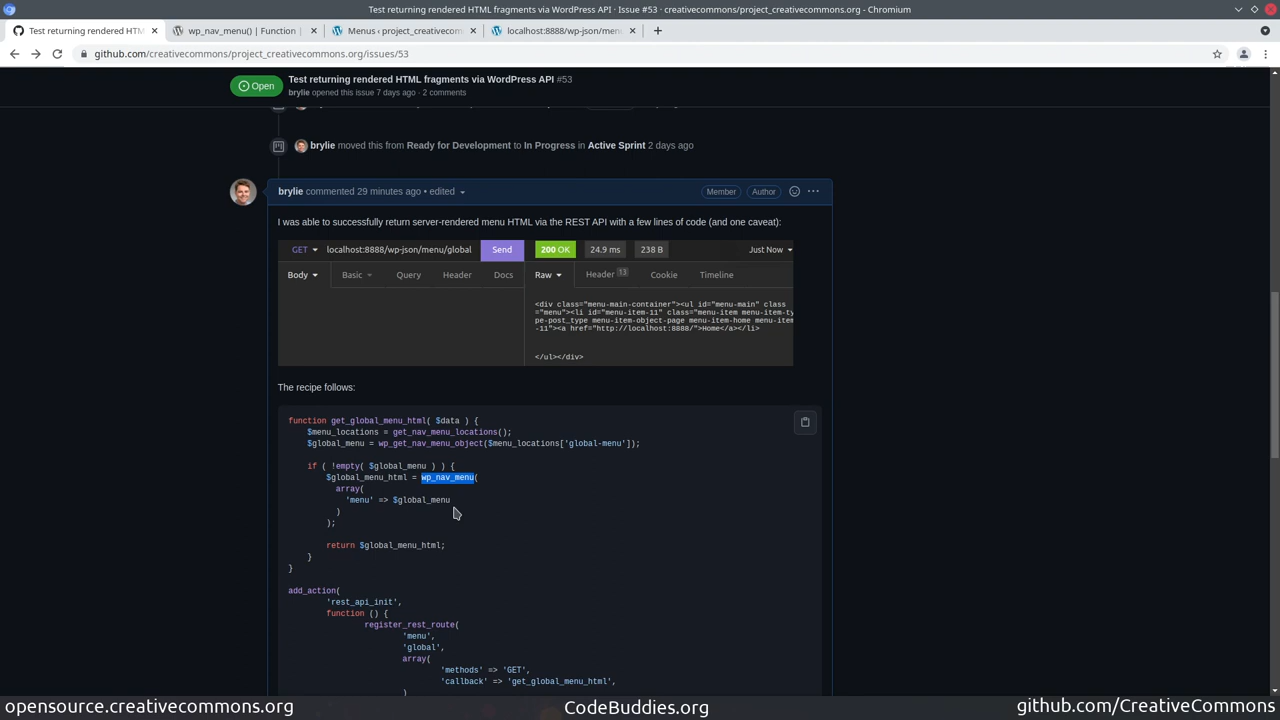 Test returning rendered HTML fragments via WordPress API · Issue #53 · creativecommons/project_creativecommons.org - Chromium
Test returning rendered HTM
wp_nav_menu() | Function |
Menus ‹ project_creativecom
localhost:8888/wp-json/menu
github.com/creativecommons/project_creativecommons.org/issues/53
Open
Test returning rendered HTML fragments via WordPress API #53
brylie opened this issue 7 days ago · 2 comments
brylie moved this from Ready for Development to In Progress in Active Sprint 2 days ago
brylie commented 29 minutes ago • edited
Member
Author
I was able to successfully return server-rendered menu HTML via the REST API with a few lines of code (and one caveat):
GET localhost:8888/wp-json/menu/global Send 200 OK 24.9 ms 238 B Just Now
Body Basic Query Header Docs Raw Header 13 Cookie Timeline
<div class="menu-main-container"><ul id="menu-main" class
="menu"><li id="menu-item-11" class="menu-item menu-item-ty
pe-post_type menu-item-object-page menu-item-home menu-item
-11"><a href="http://localhost:8888/">Home</a></li>
</ul></div>
The recipe follows:
function get_global_menu_html( $data ) {
$menu_locations = get_nav_menu_locations();
$global_menu = wp_get_nav_menu_object($menu_locations['global-menu']);
if ( !empty( $global_menu ) ) {
$global_menu_html = wp_nav_menu(
array(
'menu' => $global_menu
)
);
return $global_menu_html;
}
}
add_action(
'rest_api_init',
function () {
register_rest_route(
'menu',
'global',
array(
'methods' => 'GET',
'callback' => 'get_global_menu_html',
)
opensource.creativecommons.org
CodeBuddies.org
github.com/CreativeCommons